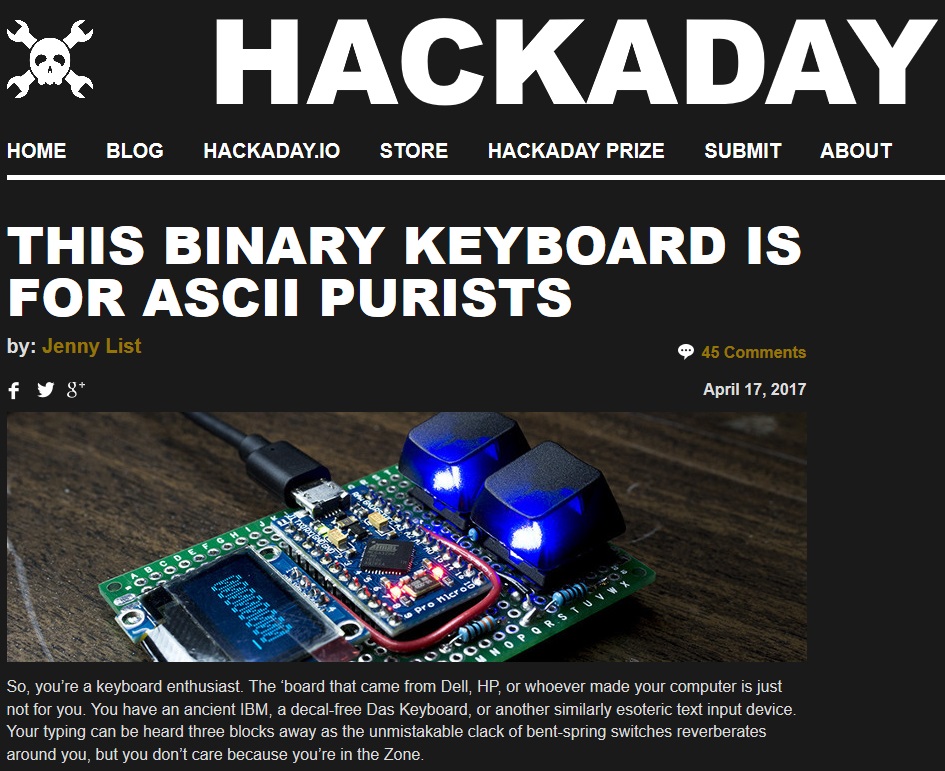 HACKADAY
HOME BLOG HACKADAY.IO STORE HACKADAY PRIZE SUBMIT ABOUT
THIS BINARY KEYBOARD IS
FOR ASCII PURISTS
by: Jenny List
45 Comments
April 17, 2017
A B C D E F G H I J K
Pro Micro
N O P Q R S T U V W X
So, you’re a keyboard enthusiast. The ‘board that came from Dell, HP, or whoever made your computer is just
not for you. You have an ancient IBM, a decal-free Das Keyboard, or another similarly esoteric text input device.
Your typing can be heard three blocks away as the unmistakable clack of bent-spring switches reverberates
around you, but you don’t care because you’re in the Zone.